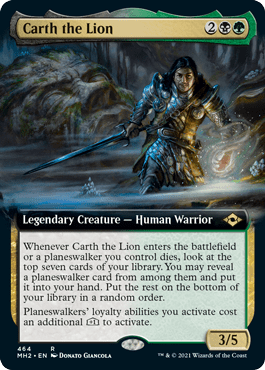 Carth the Lion 2
Legendary Creature — Human Warrior
Whenever Carth the Lion enters the battlefield
or a planeswalker you control dies, look at the
top seven cards of your library. You may reveal
a planeswalker card from among them and put
it into your hand. Put the rest on the bottom of
your library in a random order.
Planeswalkers' loyalty abilities you activate cost
an additional +1 to activate.
3/5
464 R
MH2 • EN Donato Giancola ™ & © 2021 Wizards of the Coast